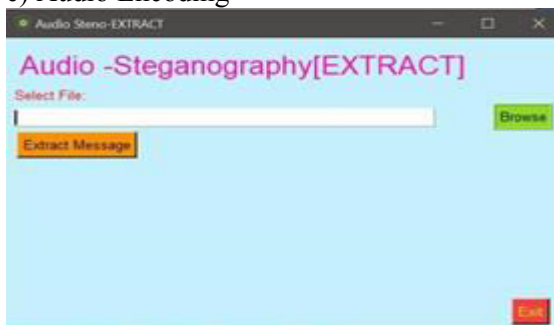 c) Audio Encoding
Audio Steno-EXTRACT
Audio -Steganography[EXTRACT]
Select File:
Browse
Extract Message
Exit